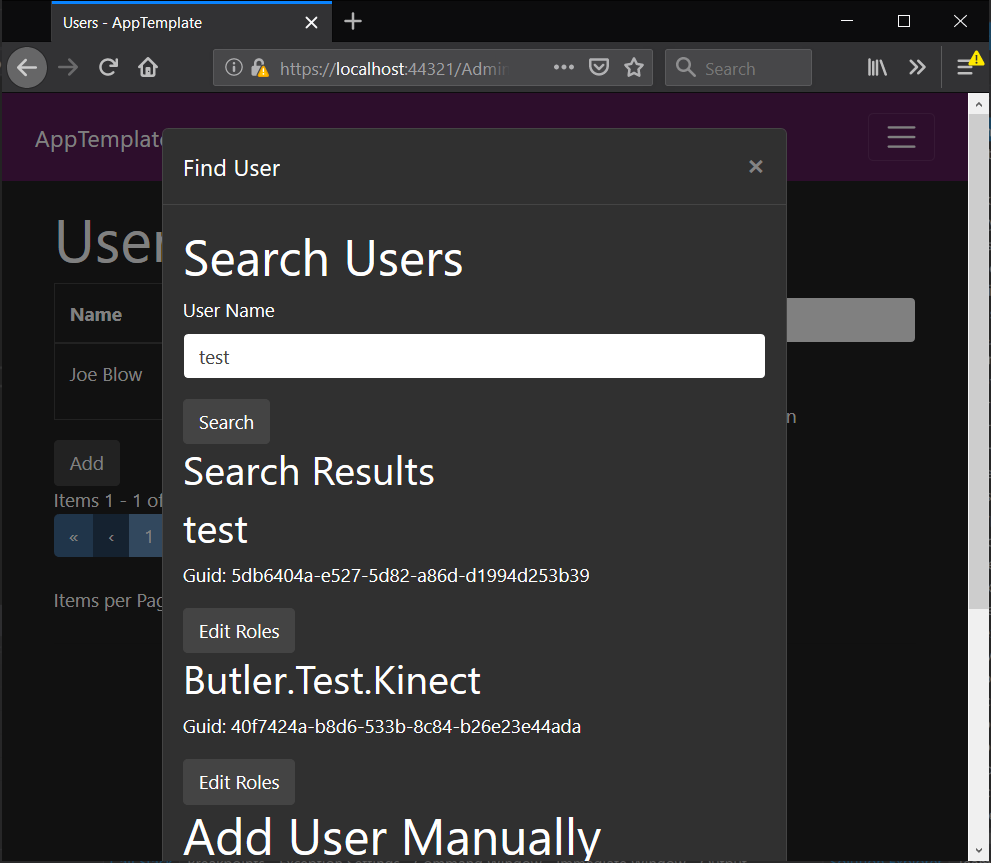 Users - AppTemplate
https://localhost:44321/Admin
Search
AppTemplate
Find User
×
User
Search Users
User Name
Name
test
Joe Blow
n
Search
Add
Search Results
Items 1 - 1 of
test
« ‹ 1
Guid: 5db6404a-e527-5d82-a86d-d1994d253b39
Items per Pag
Edit Roles
Butler.Test.Kinect
Guid: 40f7424a-b8d6-533b-8c84-b26e23e44ada
Edit Roles
Add User Manually